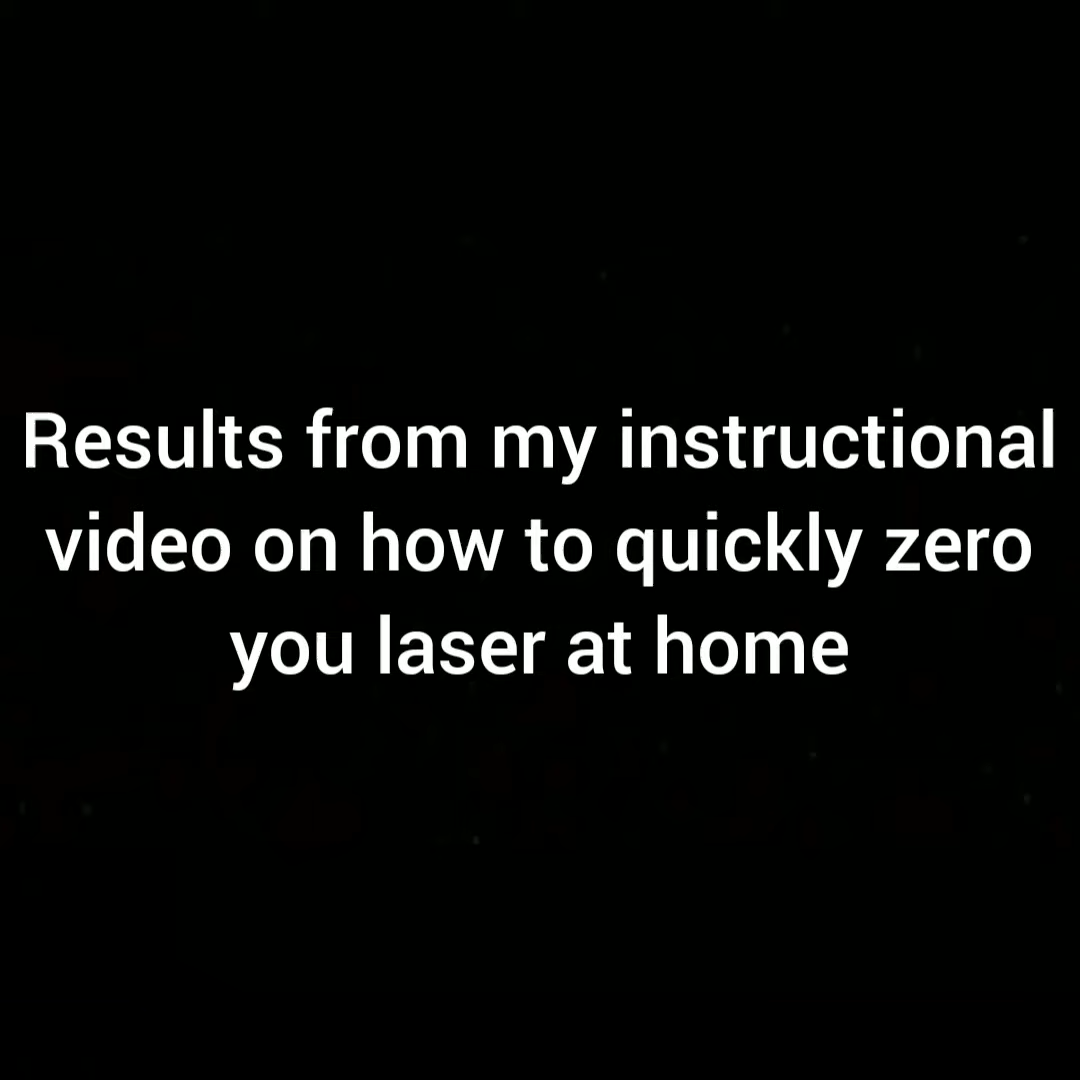 Results from my instructional
video on how to quickly zero
you laser at home